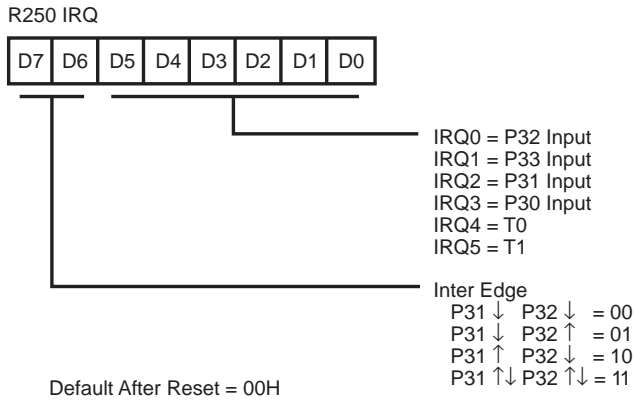 R250 IRQ
D7 D6 D5 D4 D3 D2 D1 D0
IRQ0 = P32 Input
IRQ1 = P33 Input
IRQ2 = P31 Input
IRQ3 = P30 Input
IRQ4 = T0
IRQ5 = T1
Inter Edge
P31 ↓ P32 ↓ = 00
P31 ↓ P32 ↑ = 01
P31 ↑ P32 ↓ = 10
P31 ↑↓ P32 ↑↓ = 11
Default After Reset = 00H